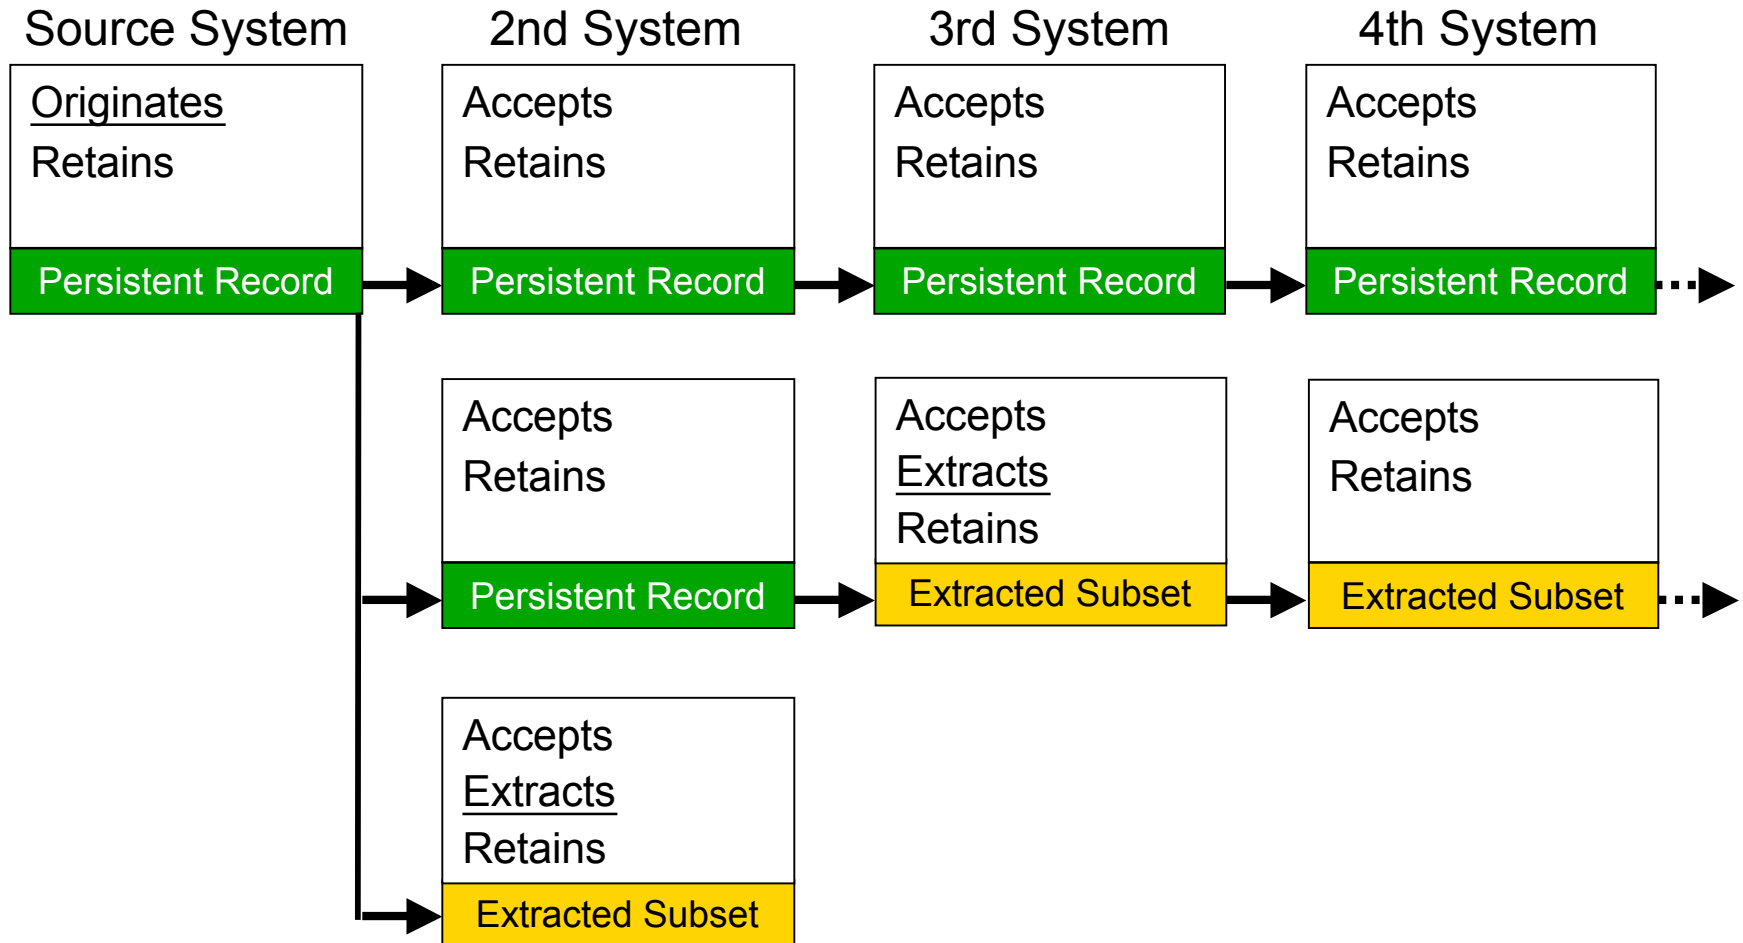 Source System
2nd System
3rd System
4th System
Originates
Retains
Persistent Record
Accepts
Retains
Persistent Record
Accepts
Retains
Persistent Record
Accepts
Retains
Persistent Record
Accepts
Retains
Persistent Record
Accepts
Extracts
Retains
Extracted Subset
Accepts
Retains
Extracted Subset
Accepts
Extracts
Retains
Extracted Subset